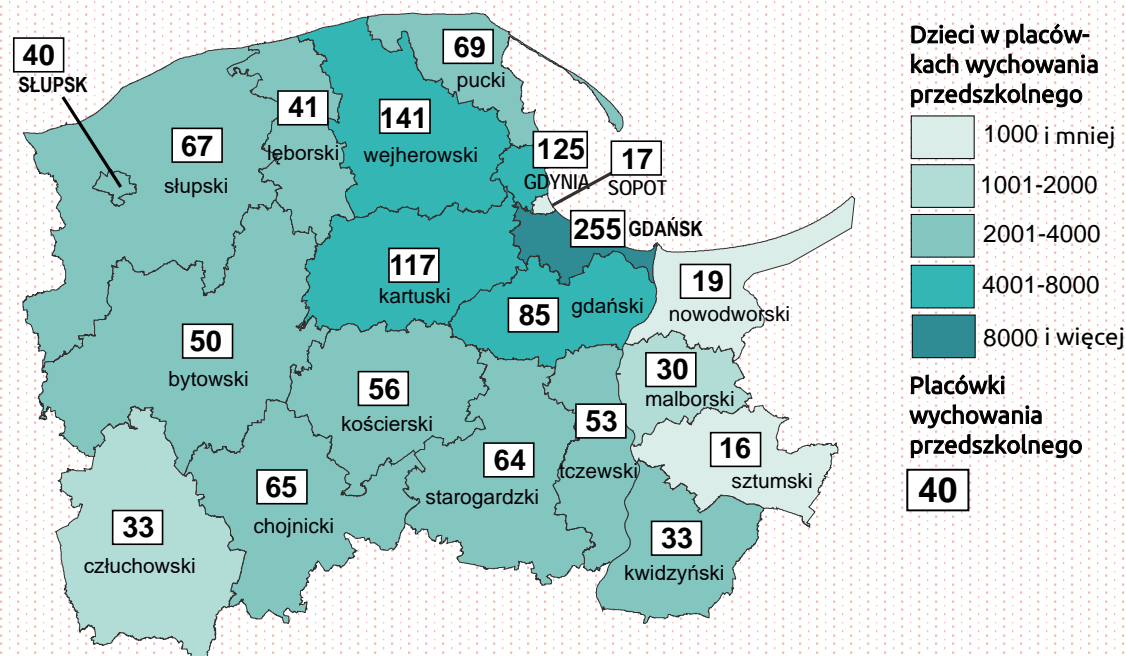 40
SŁUPSK
67
słupski
41
lęborski
141
wejherowski
69
pucki
125
GDYNIA
17
SOPOT
255 GDAŃSK
117
kartuski
85
gdański
19
nowodworski
50
bytowski
56
kościerski
30
malborski
53
tczewski
16
sztumski
64
starogardzki
65
chojnicki
33
człuchowski
33
kwidzyński
Dzieci w placów-
kach wychowania
przedszkolnego
1000 i mniej
1001-2000
2001-4000
4001-8000
8000 i więcej
Placówki
wychowania
przedszkolnego
40